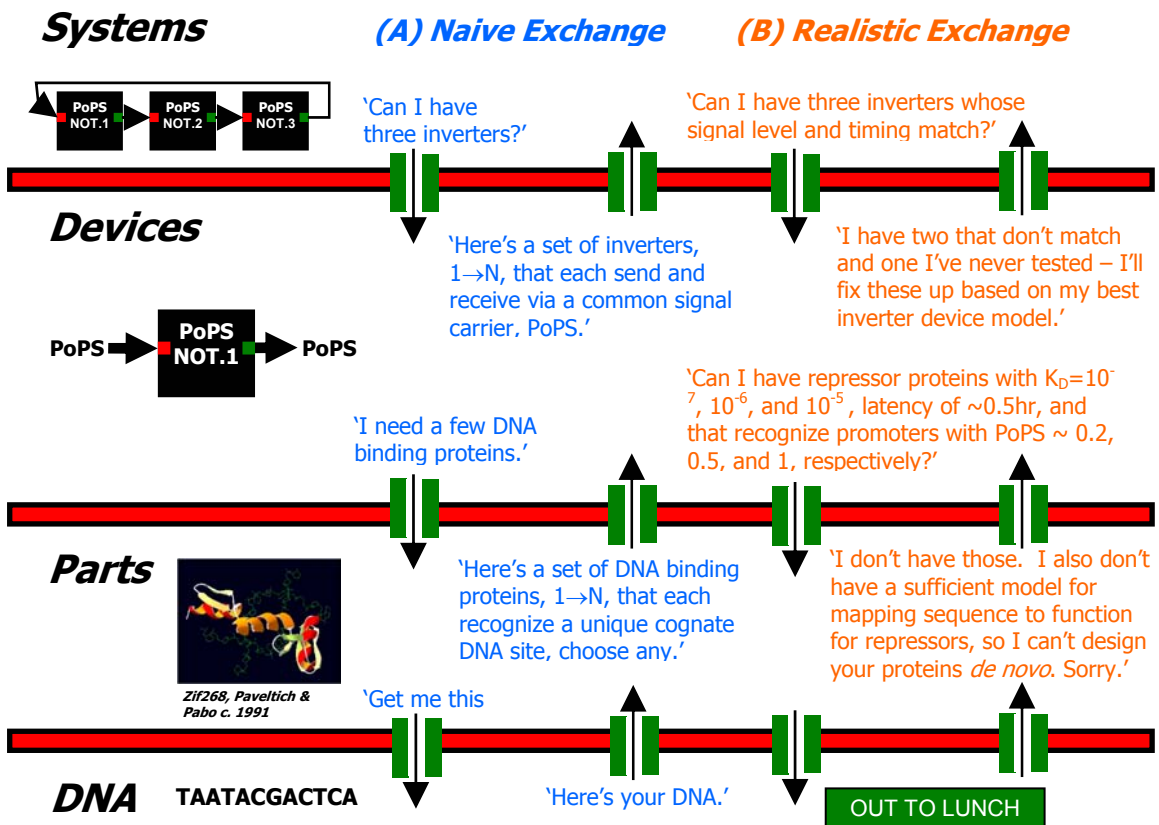 Systems
(A) Naive Exchange
(B) Realistic Exchange
PoPS
NOT.1
PoPS
NOT.2
PoPS
NOT.3
‘Can I have
three inverters?’
‘Can I have three inverters whose
signal level and timing match?’
Devices
‘Here’s a set of inverters,
1→N, that each send and
receive via a common signal
carrier, PoPS.’
‘I have two that don’t match
and one I’ve never tested – I’ll
fix these up based on my best
inverter device model.’
PoPS
PoPS
NOT.1
PoPS
‘I need a few DNA
binding proteins.’
‘Can I have repressor proteins with K_D=10^-
^7, 10^-6, and 10^-5 , latency of ~0.5hr, and
that recognize promoters with PoPS ~ 0.2,
0.5, and 1, respectively?’
Parts
Zif268, Paveltich &
Pabo c. 1991
‘Here’s a set of DNA binding
proteins, 1→N, that each
recognize a unique cognate
DNA site, choose any.’
‘I don’t have those.  I also don’t
have a sufficient model for
mapping sequence to function
for repressors, so I can’t design
your proteins de novo. Sorry.’
‘Get me this
DNA
TAATACGACTCA
‘Here’s your DNA.’
OUT TO LUNCH